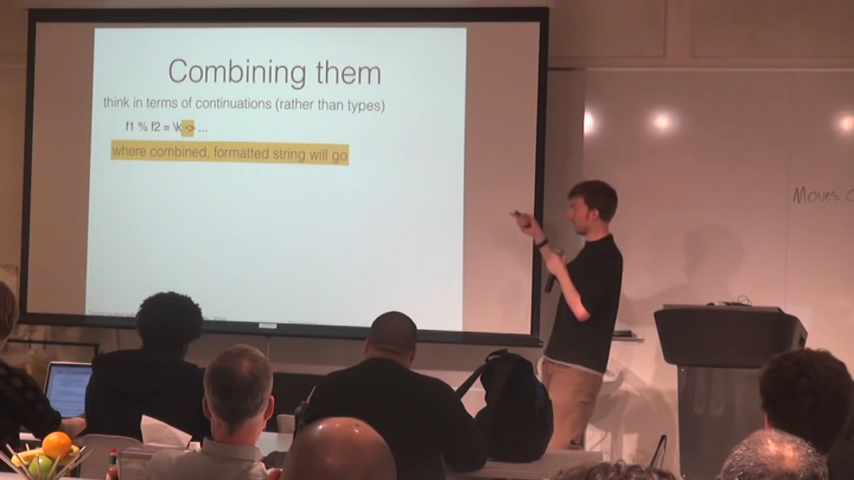 Combining them
think in terms of continuations (rather than types)
f1 % f2 = \k -> ...
where combined, formatted string will go
Moves